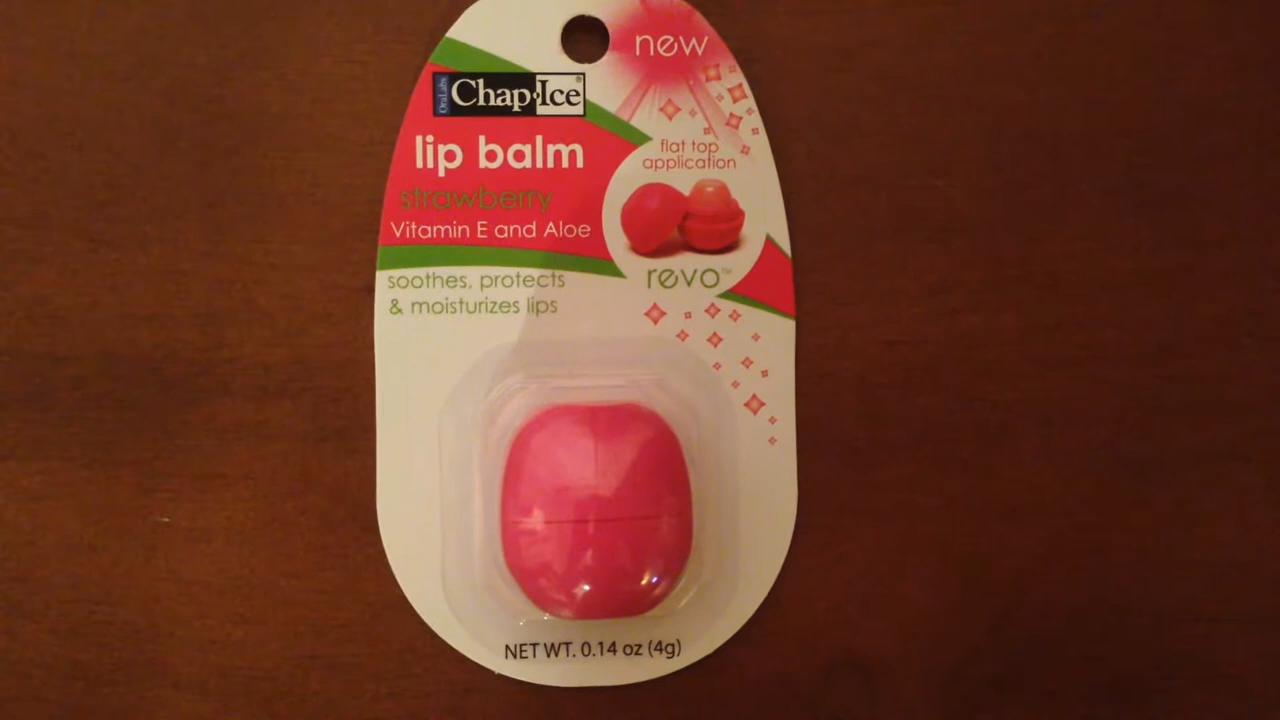 new
OraLabs
Chap·Ice®
lip balm
strawberry
Vitamin E and Aloe
flat top
application
revo™
soothes, protects
& moisturizes lips
NET WT. 0.14 oz (4g)